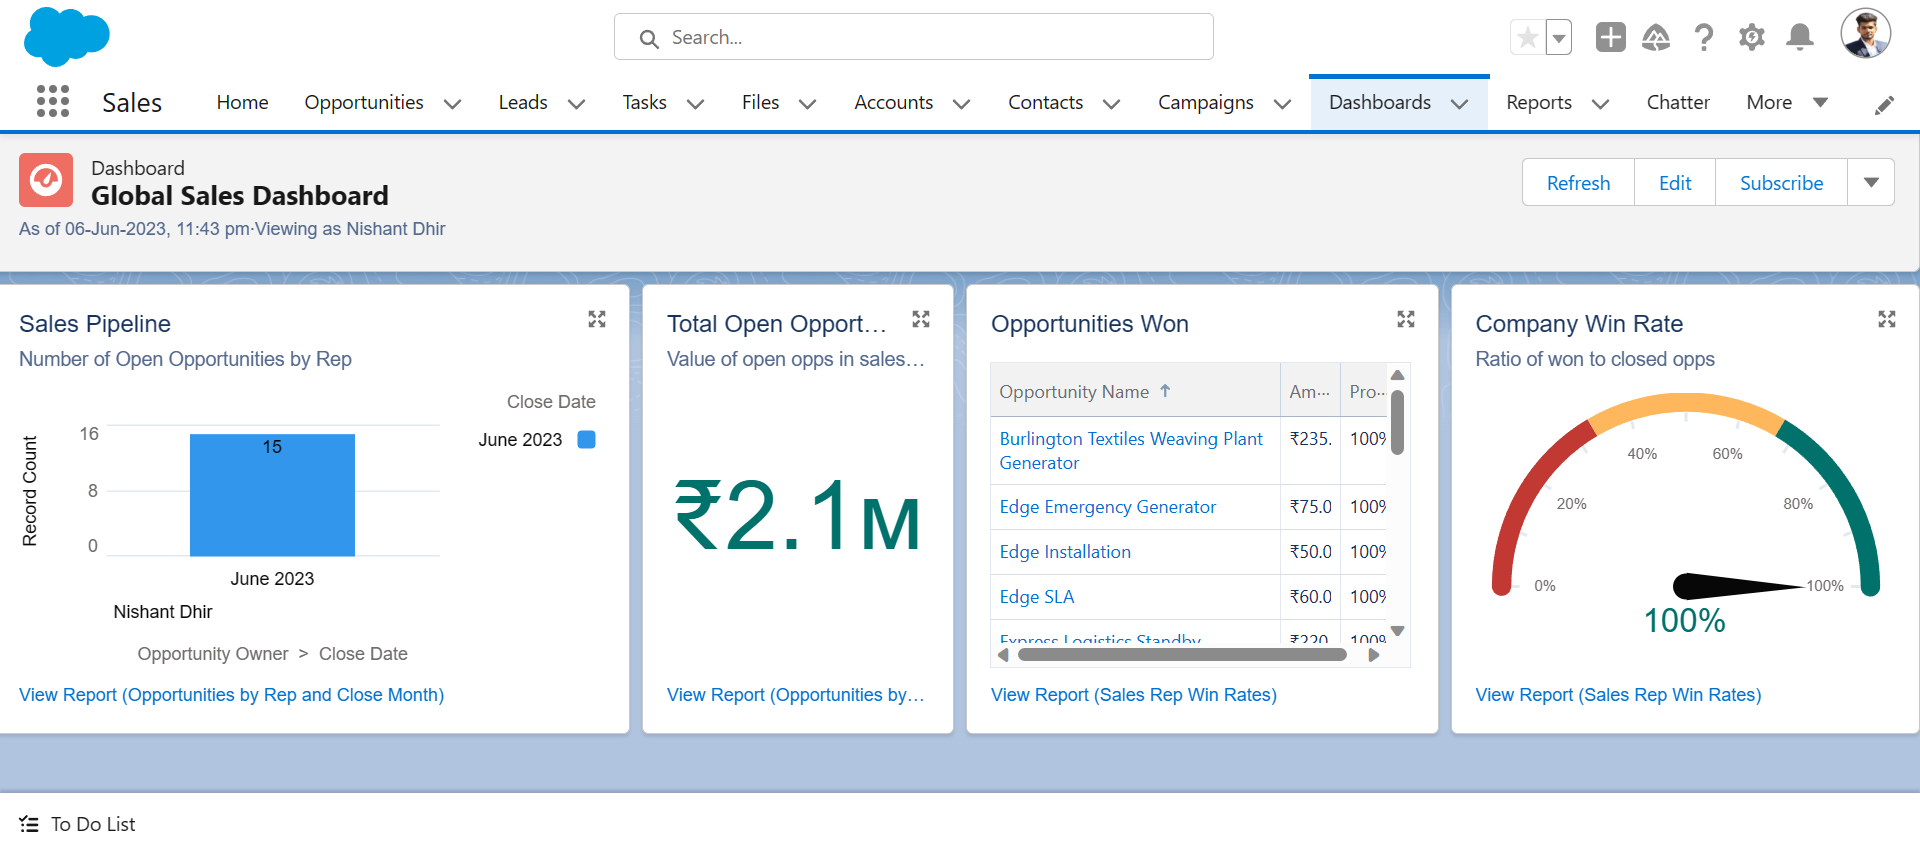 Search...
Sales
Home
Opportunities
Leads
Tasks
Files
Accounts
Contacts
Campaigns
Dashboards
Reports
Chatter
More
Dashboard
Global Sales Dashboard
As of 06-Jun-2023, 11:43 pm·Viewing as Nishant Dhir
Refresh
Edit
Subscribe
Sales Pipeline
Number of Open Opportunities by Rep
Close Date
June 2023
Record Count
16
8
0
15
June 2023
Nishant Dhir
Opportunity Owner > Close Date
View Report (Opportunities by Rep and Close Month)
Total Open Opport...
Value of open opps in sales...
₹2.1M
View Report (Opportunities by...
Opportunities Won
Opportunity Name ↑ Am... Pro...
Burlington Textiles Weaving Plant ₹235. 100%
Generator
Edge Emergency Generator ₹75.0 100%
Edge Installation ₹50.0 100%
Edge SLA ₹60.0 100%
Express Logistics Standby ₹220 100%
View Report (Sales Rep Win Rates)
Company Win Rate
Ratio of won to closed opps
0%
20%
40%
60%
80%
100%
100%
View Report (Sales Rep Win Rates)
To Do List